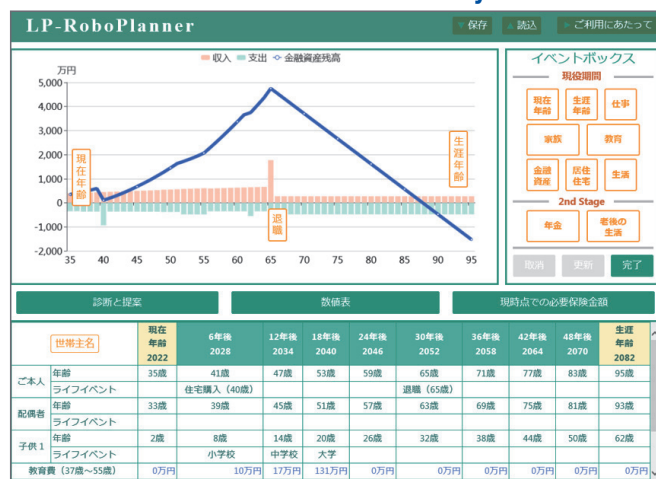 LP-RoboPlanner
▼保存
▲読込
▶ご利用にあたって
収入 支出 金融資産残高
万円
5,000
4,000
3,000
2,000
1,000
0
-1,000
-2,000
現在年齢
退職
生涯年齢
35 40 45 50 55 60 65 70 75 80 85 90 95
イベントボックス
現役期間
現在年齢 生涯年齢 仕事
家族 教育
金融資産 居住住宅 生活
2nd Stage
年金 老後の生活
取消 更新 完了
診断と提案 数値表 現時点での必要保険金額
世帯主名 現在年齢 2022 6年後 2028 12年後 2034 18年後 2040 24年後 2046 30年後 2052 36年後 2058 42年後 2064 48年後 2070 生涯年齢 2082
ご本人 年齢 35歳 41歳 47歳 53歳 59歳 65歳 71歳 77歳 83歳 95歳
ライフイベント 住宅購入（40歳） 退職（65歳）
配偶者 年齢 33歳 39歳 45歳 51歳 57歳 63歳 69歳 75歳 81歳 93歳
ライフイベント
子供1 年齢 2歳 8歳 14歳 20歳 26歳 32歳 38歳 44歳 50歳 62歳
ライフイベント 小学校 中学校 大学
教育費（37歳～55歳） 0万円 10万円 17万円 131万円 0万円 0万円 0万円 0万円 0万円 0万円